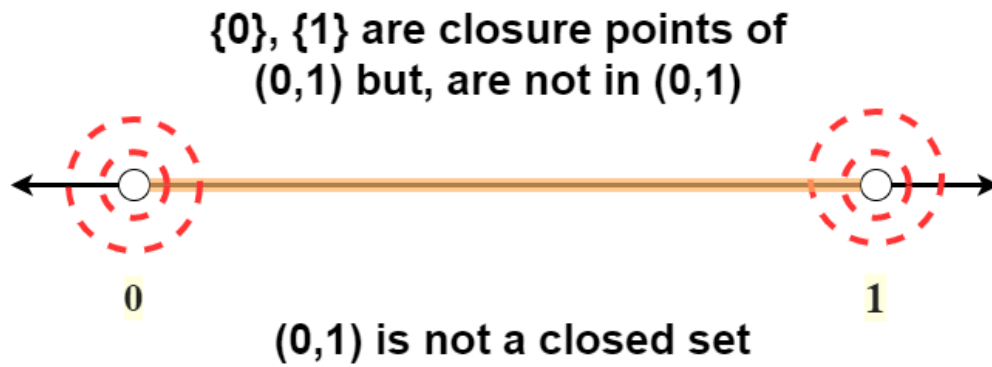 {0}, {1} are closure points of
(0,1) but, are not in (0,1)
0
1
(0,1) is not a closed set